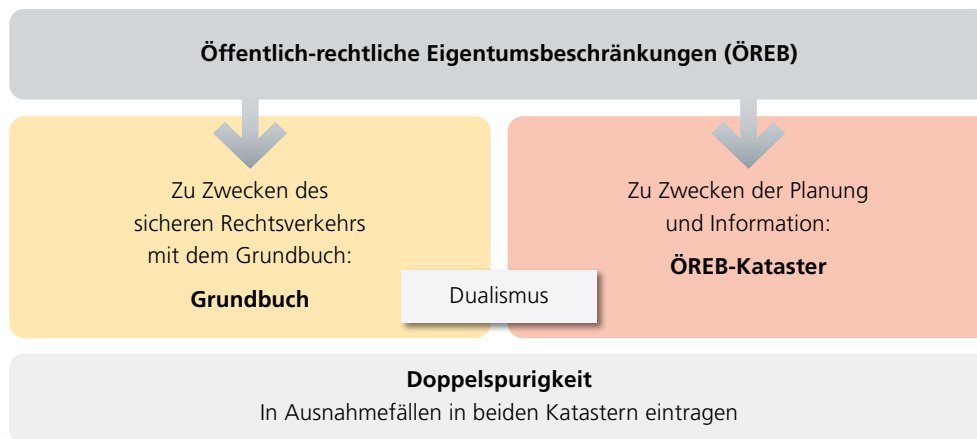 Öffentlich-rechtliche Eigentumsbeschränkungen (ÖREB)
Zu Zwecken des
sicheren Rechtsverkehrs
mit dem Grundbuch:
Grundbuch
Zu Zwecken der Planung
und Information:
ÖREB-Kataster
Dualismus
Doppelspurigkeit
In Ausnahmefällen in beiden Katastern eintragen